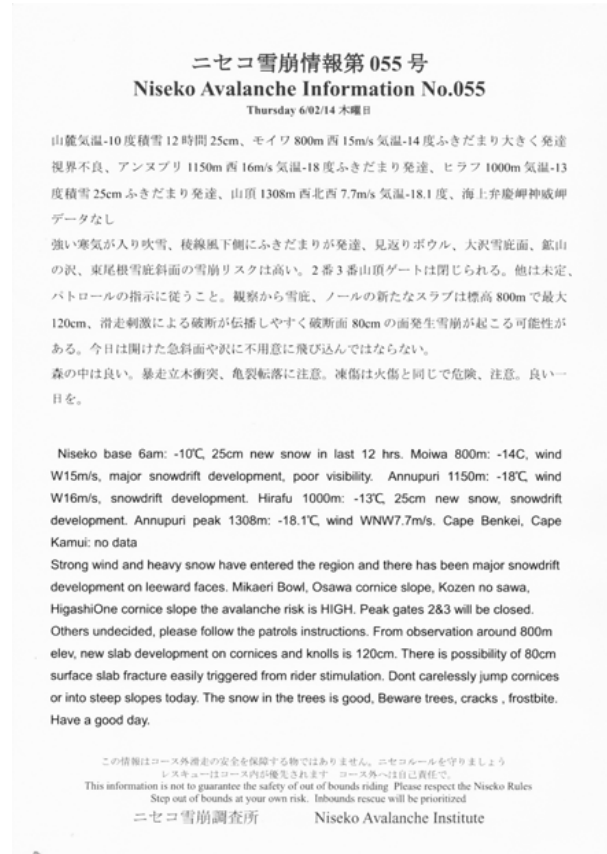 ニセコ雪崩情報第 055 号
Niseko Avalanche Information No.055
Thursday 6/02/14 木曜日
山麓気温-10 度積雪 12 時間 25cm、モイワ 800m 西 15m/s 気温-14 度ふきだまり大きく発達
視界不良、アンヌプリ 1150m 西 16m/s 気温-18 度ふきだまり発達、ヒラフ 1000m 気温-13
度積雪 25cm ふきだまり発達、山頂 1308m 西北西 7.7m/s 気温-18.1 度、海上弁慶岬神威岬
データなし
強い寒気が入り吹雪、稜線風下側にふきだまりが発達、見返りボウル、大沢雪庇面、鉱山
の沢、東尾根雪庇斜面の雪崩リスクは高い。2 番 3 番山頂ゲートは閉じられる。他は未定、
パトロールの指示に従うこと。観察から雪庇、ノールの新たなスラブは標高 800m で最大
120cm、滑走刺激による破断が伝播しやすく破断面 80cm の面発生雪崩が起こる可能性が
ある。今日は開けた急斜面や沢に不用意に飛び込んではならない。
森の中は良い。暴走立木衝突、亀裂転落に注意。凍傷は火傷と同じで危険、注意。良い一
日を。
Niseko base 6am: -10℃, 25cm new snow in last 12 hrs. Moiwa 800m: -14C, wind
W15m/s, major snowdrift development, poor visibility. Annupuri 1150m: -18℃, wind
W16m/s, snowdrift development. Hirafu 1000m: -13℃, 25cm new snow, snowdrift
development. Annupuri peak 1308m: -18.1℃, wind WNW7.7m/s. Cape Benkei, Cape
Kamui: no data
Strong wind and heavy snow have entered the region and there has been major snowdrift
development on leeward faces. Mikaeri Bowl, Osawa cornice slope, Kozen no sawa,
HigashiOne cornice slope the avalanche risk is HIGH. Peak gates 2&3 will be closed.
Others undecided, please follow the patrols instructions. From observation around 800m
elev, new slab development on cornices and knolls is 120cm. There is possibility of 80cm
surface slab fracture easily triggered from rider stimulation. Dont carelessly jump cornices
or into steep slopes today. The snow in the trees is good, Beware trees, cracks , frostbite.
Have a good day.
この情報はコース外滑走の安全を保障する物ではありません。ニセコルールを守りましょう
レスキューはコース内が優先されます コース外へは自己責任で。
This information is not to guarantee the safety of out of bounds riding Please respect the Niseko Rules
Step out of bounds at your own risk. Inbounds rescue will be prioritized
ニセコ雪崩調査所 Niseko Avalanche Institute